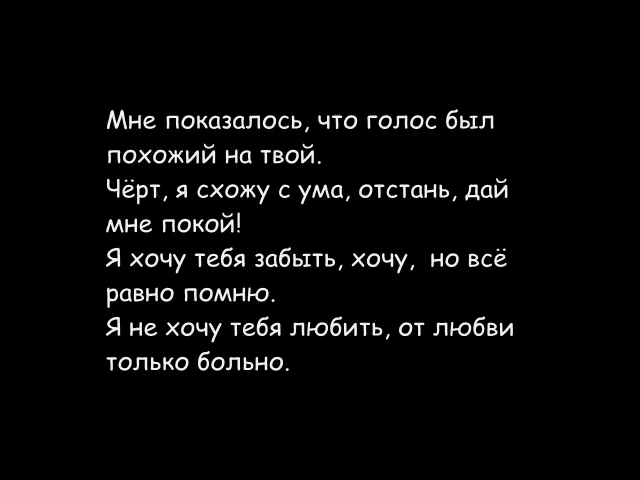 Мне показалось, что голос был
похожий на твой.
Чёрт, я схожу с ума, отстань, дай
мне покой!
Я хочу тебя забыть, хочу,  но всё
равно помню.
Я не хочу тебя любить, от любви
только больно.